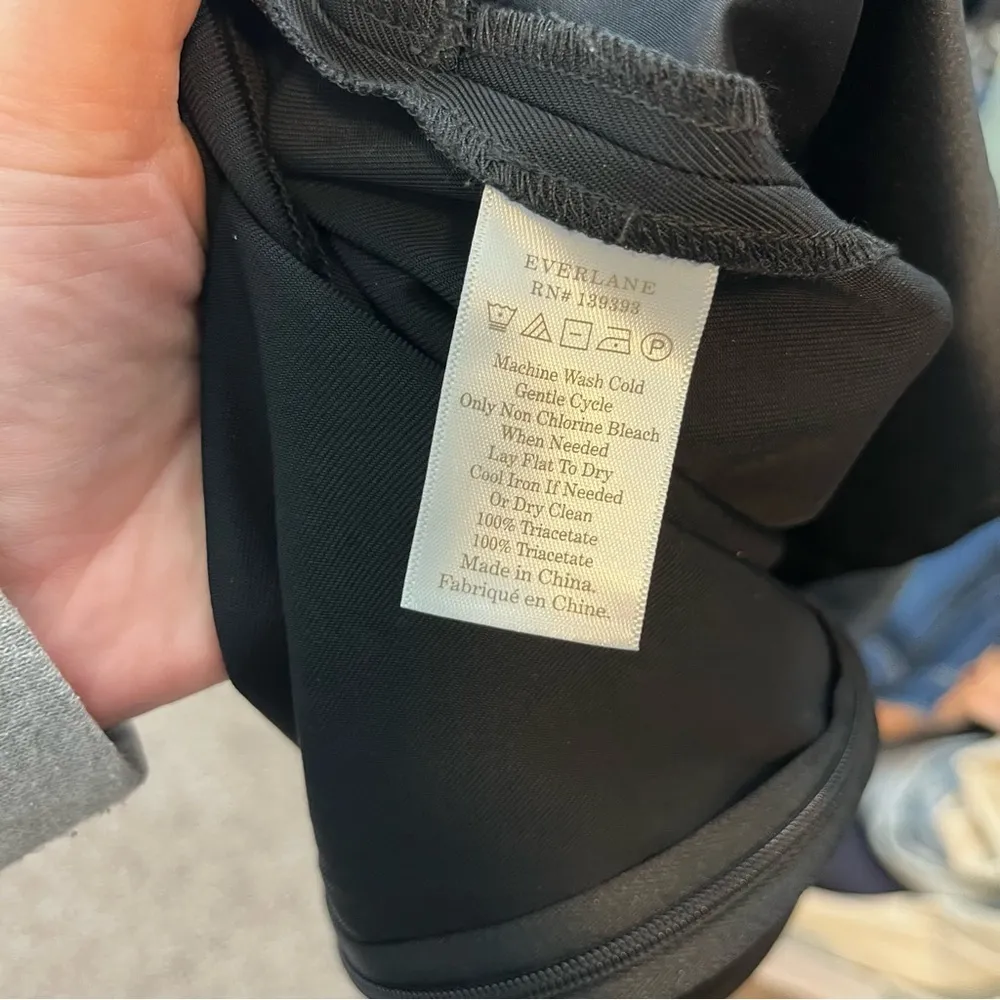 EVERLANE
RN# 139393
P
Machine Wash Cold
Gentle Cycle
Only Non Chlorine Bleach
When Needed
Lay Flat To Dry
Cool Iron If Needed
Or Dry Clean
100% Triacetate
100% Triacetate
Made in China.
Fabriqué en Chine.